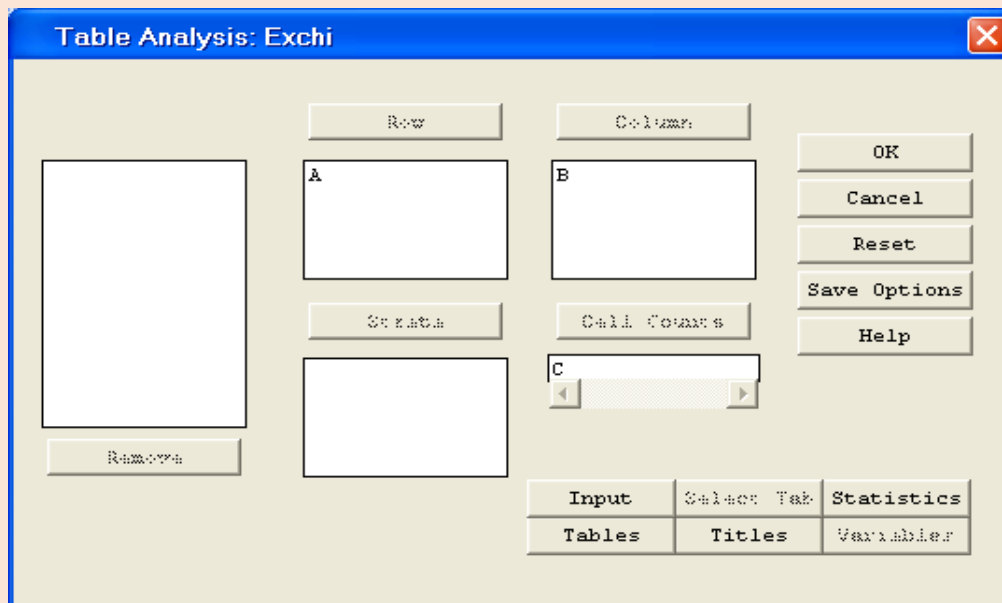 Table Analysis: Exchi
Row
Column
A
B
OK
Cancel
Reset
Save Options
Help
Strata
Cell Counts
C
Remove
Input
Select Tab
Statistics
Tables
Titles
Variabler